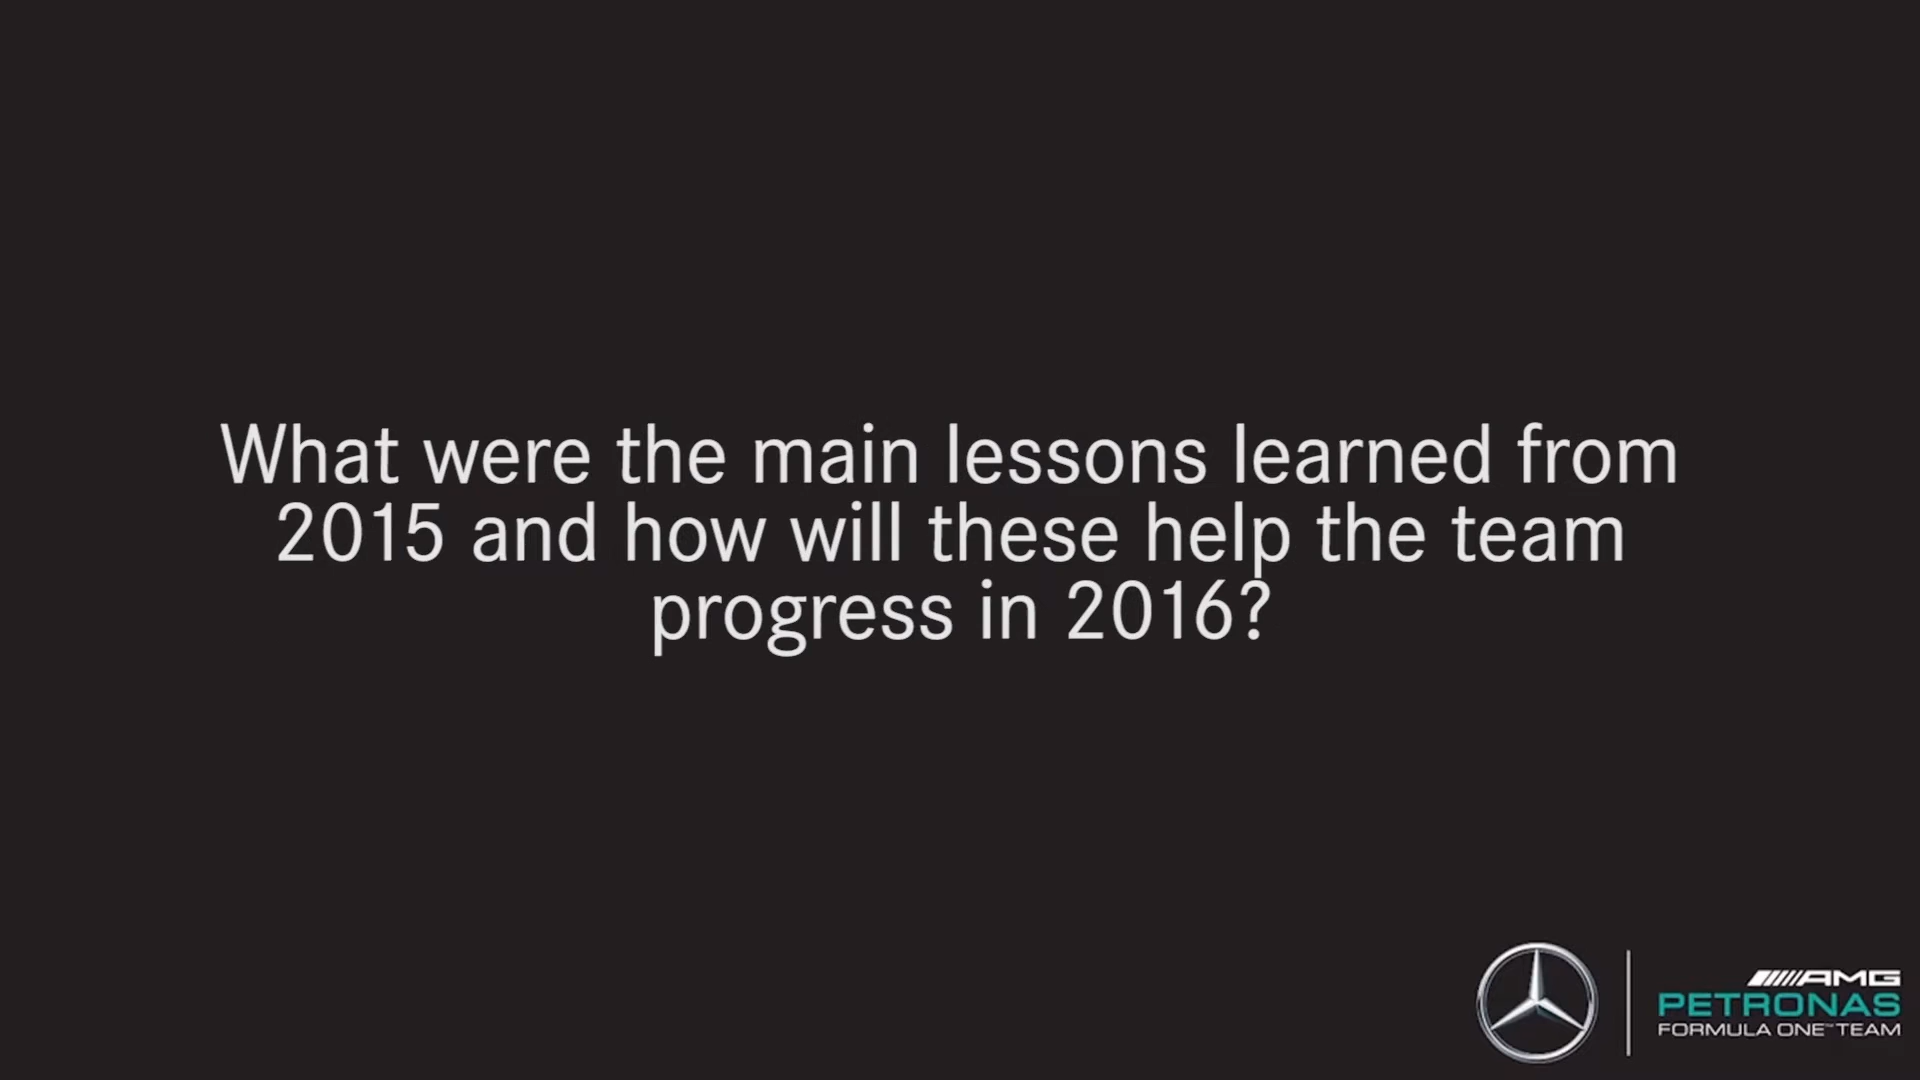 What were the main lessons learned from
2015 and how will these help the team
progress in 2016?
AMG
PETRONAS
FORMULA ONE™ TEAM